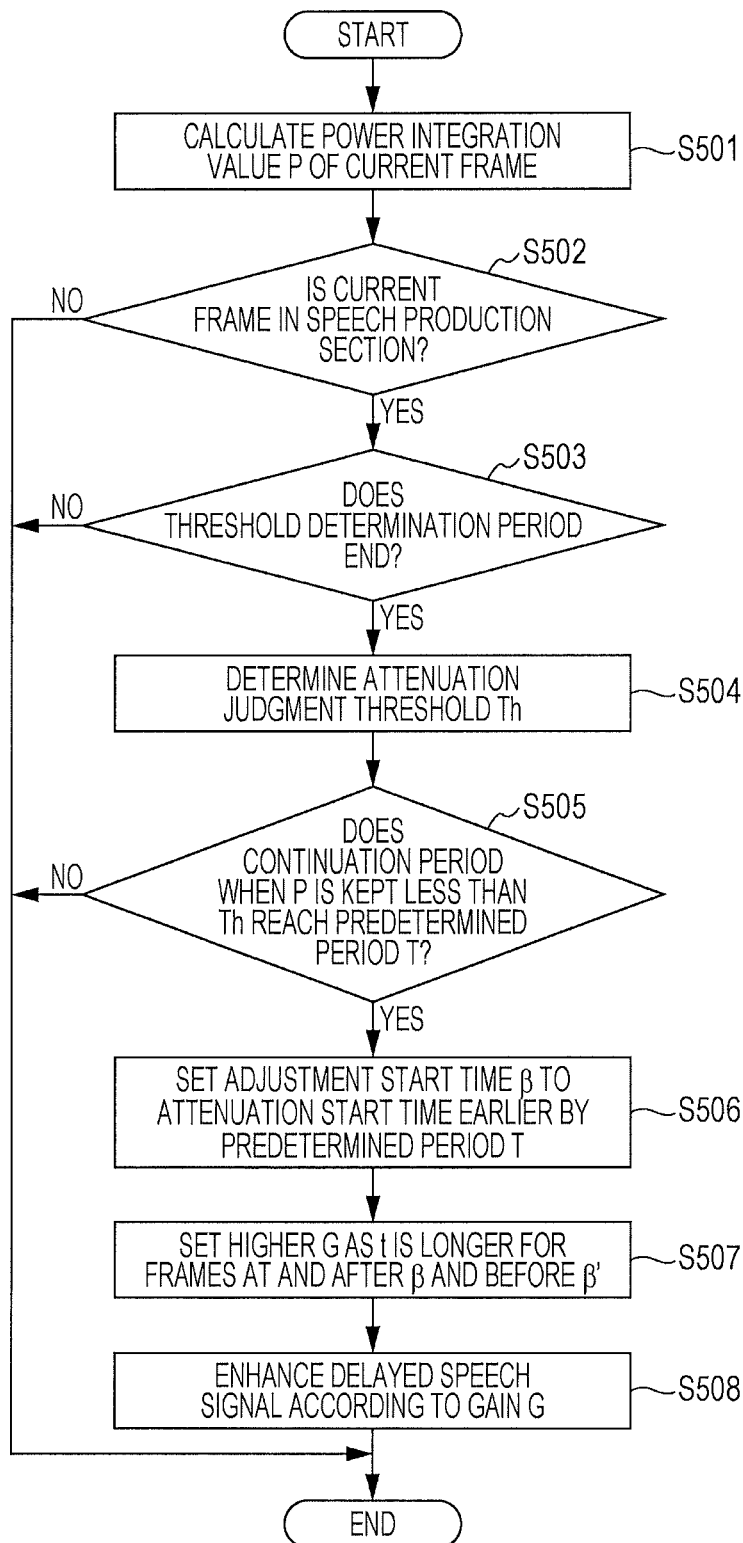 START
CALCULATE POWER INTEGRATION
VALUE P OF CURRENT FRAME
S501
S502
IS CURRENT
FRAME IN SPEECH PRODUCTION
SECTION?
NO
YES
S503
DOES
THRESHOLD DETERMINATION PERIOD
END?
NO
YES
DETERMINE ATTENUATION
JUDGMENT THRESHOLD Th
S504
S505
DOES
CONTINUATION PERIOD
WHEN P IS KEPT LESS THAN
Th REACH PREDETERMINED
PERIOD T?
NO
YES
SET ADJUSTMENT START TIME β TO
ATTENUATION START TIME EARLIER BY
PREDETERMINED PERIOD T
S506
SET HIGHER G AS t IS LONGER FOR
FRAMES AT AND AFTER β AND BEFORE β'
S507
ENHANCE DELAYED SPEECH
SIGNAL ACCORDING TO GAIN G
S508
END